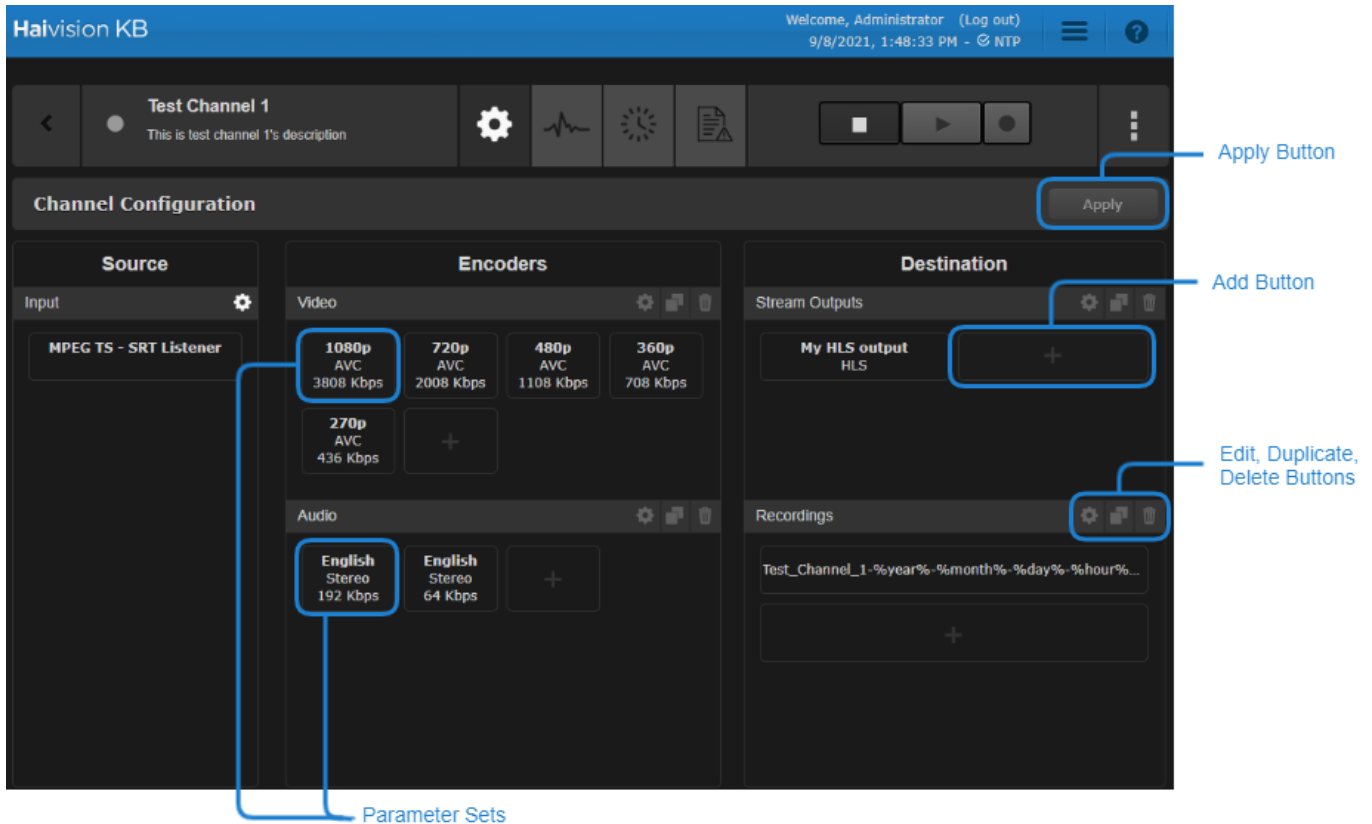 Haivision KB
Welcome, Administrator (Log out)
9/8/2021, 1:48:33 PM - NTP
?
Test Channel 1
This is test channel 1's description
Apply Button
Channel Configuration
Apply
Source
Encoders
Destination
Add Button
Input
Video
Stream Outputs
MPEG TS - SRT Listener
1080p
AVC
3808 Kbps
720p
AVC
2008 Kbps
480p
AVC
1108 Kbps
360p
AVC
708 Kbps
My HLS output
HLS
+
270p
AVC
436 Kbps
+
Edit, Duplicate,
Delete Buttons
Audio
Recordings
English
Stereo
192 Kbps
English
Stereo
64 Kbps
+
Test_Channel_1-%year%-%month%-%day%-%hour%...
+
Parameter Sets